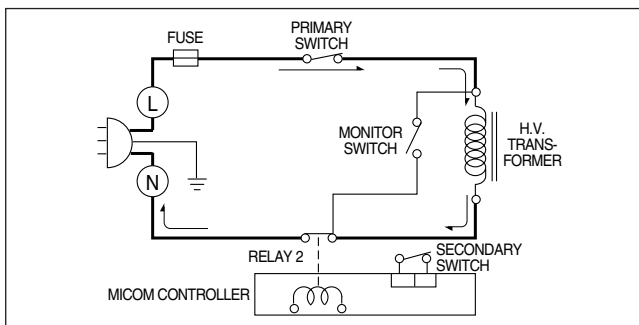 FUSE
PRIMARY
SWITCH
L
MONITOR
SWITCH
H.V.
TRANS-
FORMER
N
RELAY 2
SECONDARY
SWITCH
MICOM CONTROLLER